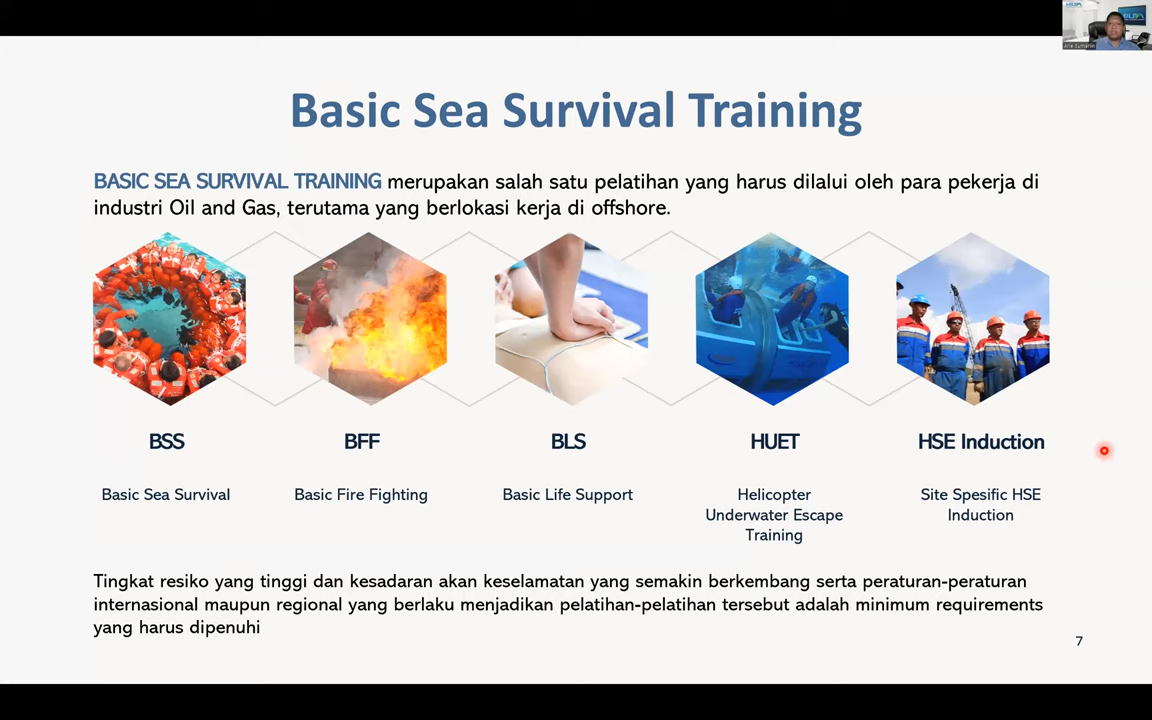 Basic Sea Survival Training
BASIC SEA SURVIVAL TRAINING merupakan salah satu pelatihan yang harus dilalui oleh para pekerja di
industri Oil and Gas, terutama yang berlokasi kerja di offshore.
BSS
BFF
BLS
HUET
HSE Induction
Basic Sea Survival
Basic Fire Fighting
Basic Life Support
Helicopter
Underwater Escape
Training
Site Spesific HSE
Induction
Tingkat resiko yang tinggi dan kesadaran akan keselamatan yang semakin berkembang serta peraturan-peraturan
internasional maupun regional yang berlaku menjadikan pelatihan-pelatihan tersebut adalah minimum requirements
yang harus dipenuhi
7